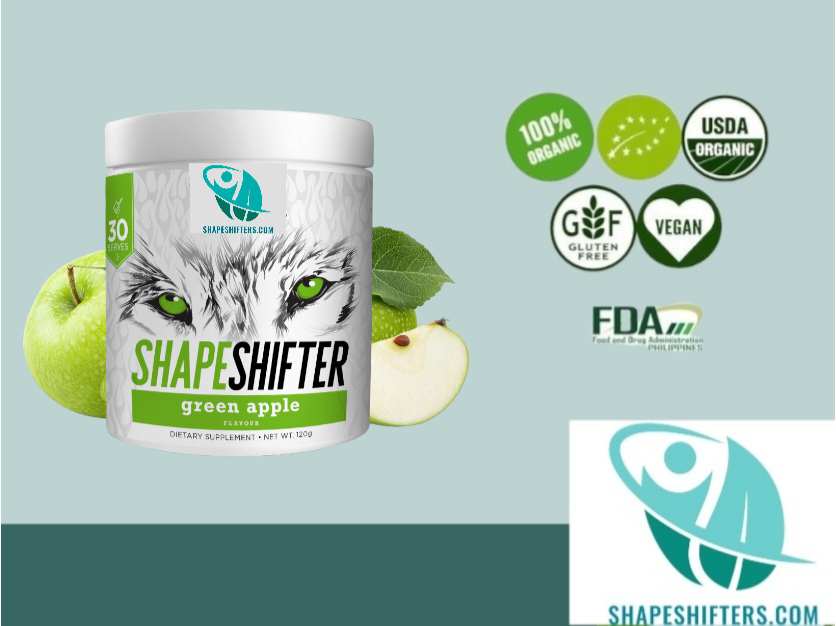 SHAPESHIFTERS.COM
30
SERVES
SHAPESHIFTER
green apple
FLAVOUR
DIETARY SUPPLEMENT • NET WT. 120g
100%
ORGANIC
USDA
ORGANIC
GF
GLUTEN
FREE
VEGAN
FDA
Food and Drug Administration
PHILIPPINES
SHAPESHIFTERS.COM